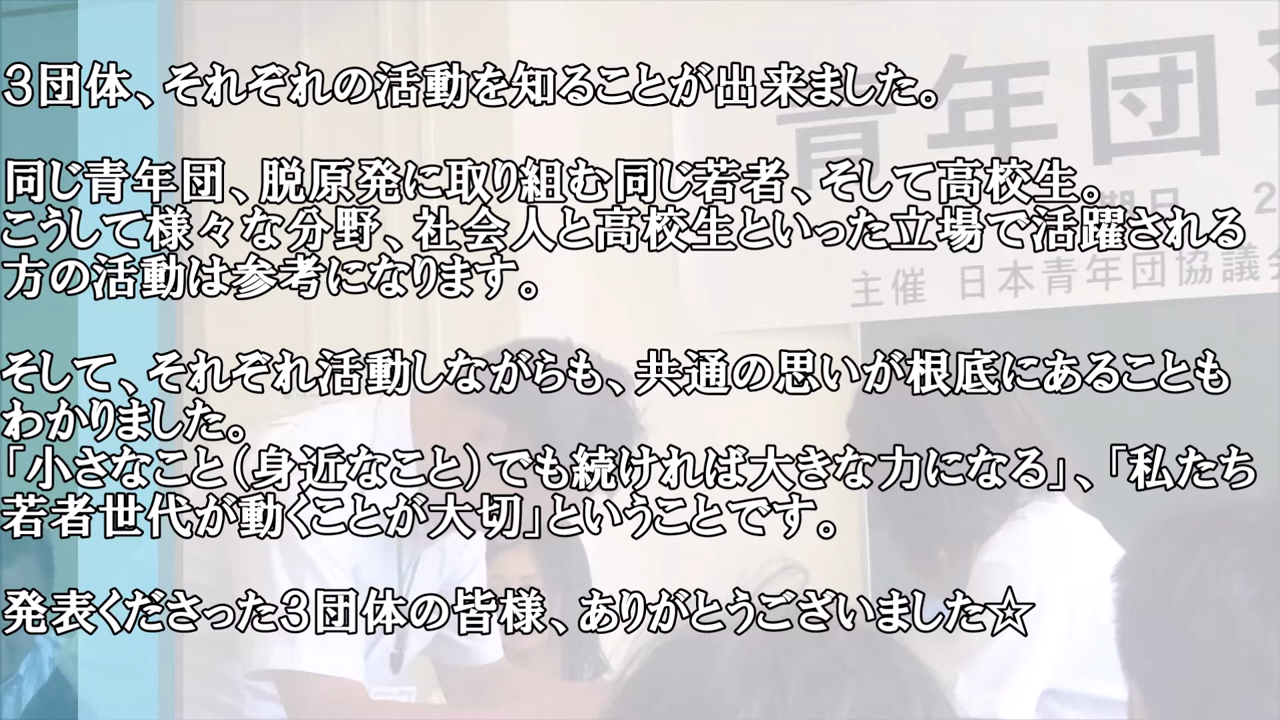 ３団体、それぞれの活動を知ることが出来ました。
同じ青年団、脱原発に取り組む同じ若者、そして高校生。
こうして様々な分野、社会人と高校生といった立場で活躍される
方の活動は参考になります。
そして、それぞれ活動しながらも、共通の思いが根底にあることも
わかりました。
「小さなこと（身近なこと）でも続ければ大きな力になる」、「私たち
若者世代が動くことが大切」ということです。
発表くださった３団体の皆様、ありがとうございました☆
青年団
期日 2
主催 日本青年団協議会